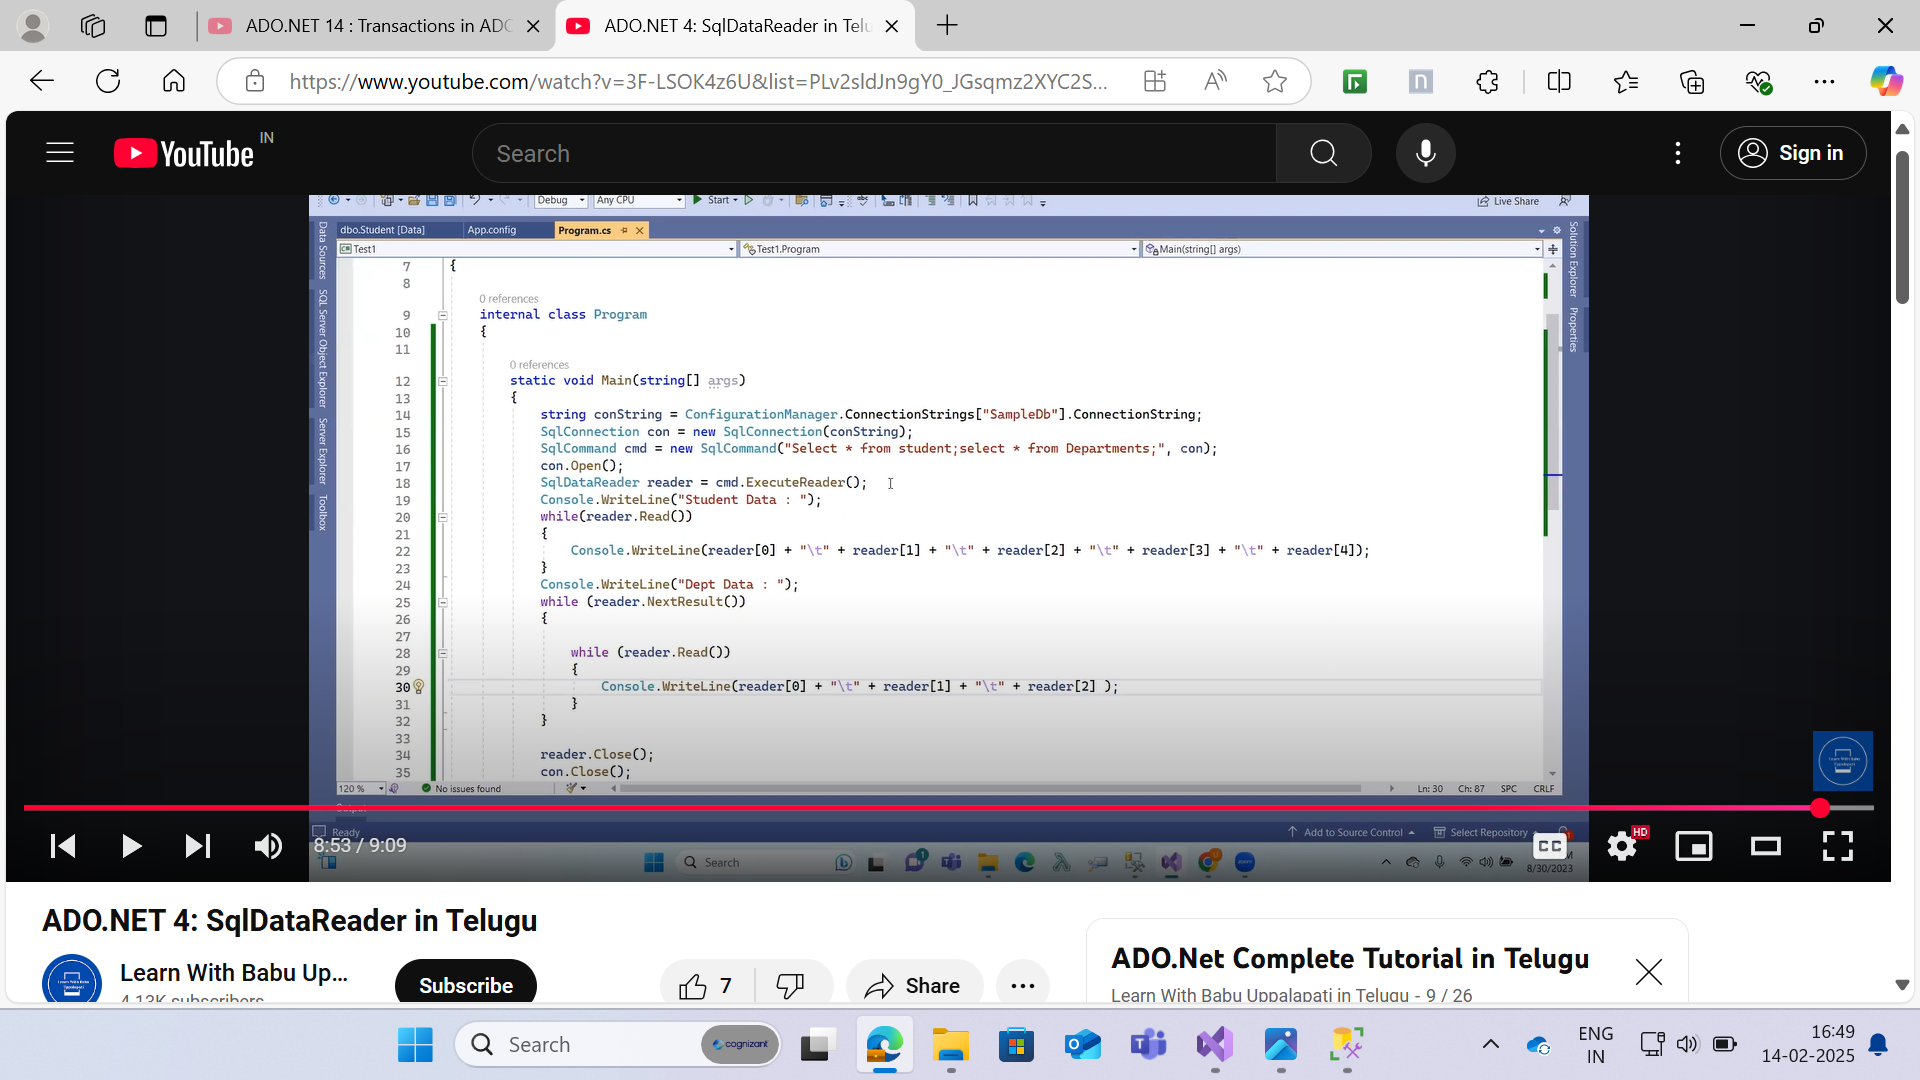 ADO.NET 14 : Transactions in ADO
ADO.NET 4: SqlDataReader in Telu
https://www.youtube.com/watch?v=3F-LSOK4z6U&list=PLv2sldJn9gY0_JGsqmz2XYC2S...
YouTube IN
Search
Sign in
Debug Any CPU Start Live Share
dbo.Student [Data] App.config Program.cs
Test1 Test1.Program Main(string[] args)
Data Sources
SQL Server Object Explorer
Server Explorer
Toolbox
Solution Explorer
Properties
7 {
8
0 references
9 internal class Program
10 {
11
0 references
12 static void Main(string[] args)
13 {
14 string conString = ConfigurationManager.ConnectionStrings["SampleDb"].ConnectionString;
15 SqlConnection con = new SqlConnection(conString);
16 SqlCommand cmd = new SqlCommand("Select * from student;select * from Departments;", con);
17 con.Open();
18 SqlDataReader reader = cmd.ExecuteReader();
19 Console.WriteLine("Student Data : ");
20 while(reader.Read())
21 {
22 Console.WriteLine(reader[0] + "\t" + reader[1] + "\t" + reader[2] + "\t" + reader[3] + "\t" + reader[4]);
23 }
24 Console.WriteLine("Dept Data : ");
25 while (reader.NextResult())
26 {
27
28 while (reader.Read())
29 {
30 Console.WriteLine(reader[0] + "\t" + reader[1] + "\t" + reader[2] );
31 }
32 }
33
34 reader.Close();
35 con.Close();
120 % No issues found Ln: 30 Ch: 87 SPC CRLF
Ready Add to Source Control Select Repository
8:53 / 9:09
CC HD
Search
8/30/2023
ADO.NET 4: SqlDataReader in Telugu
Learn With Babu Up...
4.13K subscribers
Subscribe
7
Share
ADO.Net Complete Tutorial in Telugu
Learn With Babu Uppalapati in Telugu - 9 / 26
Search
cognizant
ENG
IN
16:49
14-02-2025